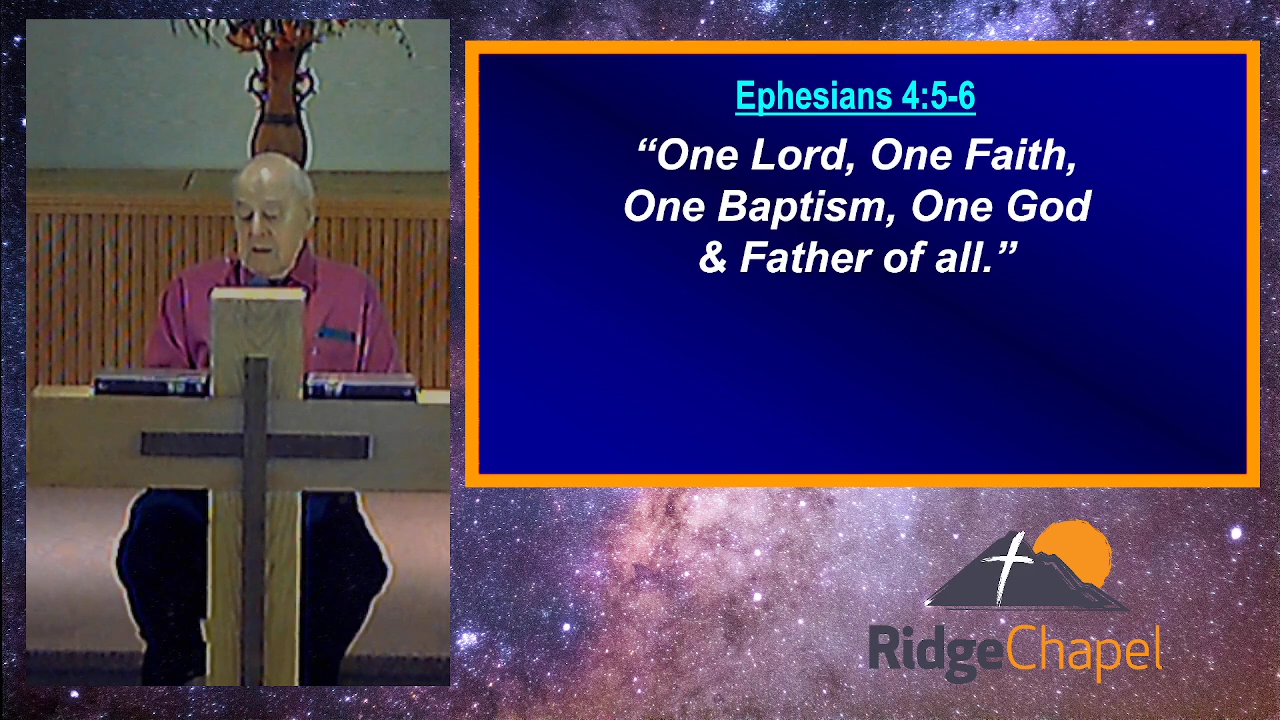 Ephesians 4:5-6
“One Lord, One Faith,
One Baptism, One God
& Father of all.”
RidgeChapel